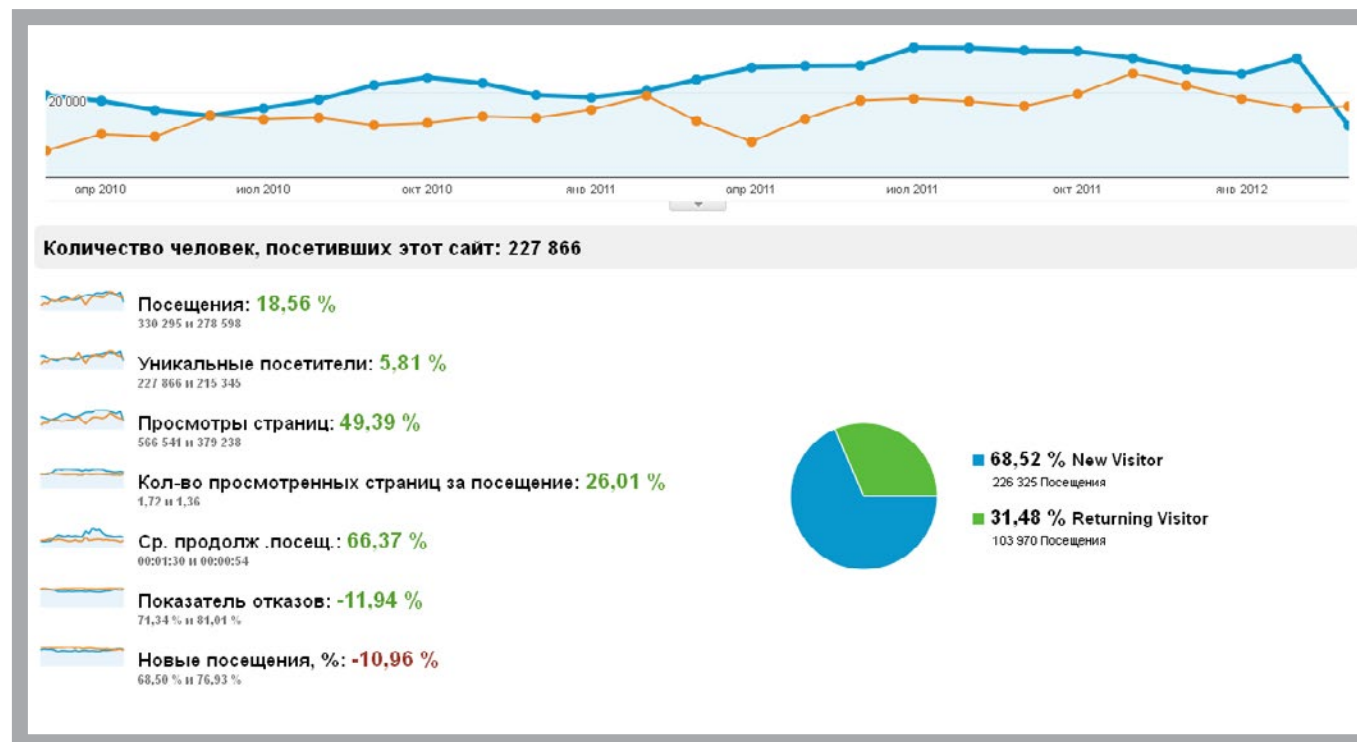 20 000
апр 2010 июл 2010 окт 2010 янв 2011 апр 2011 июл 2011 окт 2011 янв 2012
Количество человек, посетивших этот сайт: 227 866
Посещения: 18,56 %
330 295 и 278 598
Уникальные посетители: 5,81 %
227 866 и 215 345
Просмотры страниц: 49,39 %
566 541 и 379 238
Кол-во просмотренных страниц за посещение: 26,01 %
1,72 и 1,36
Ср. продолж .посещ.: 66,37 %
00:01:30 и 00:00:54
Показатель отказов: -11,94 %
71,34 % и 81,01 %
Новые посещения, %: -10,96 %
68,50 % и 76,93 %
68,52 % New Visitor
226 325 Посещения
31,48 % Returning Visitor
103 970 Посещения